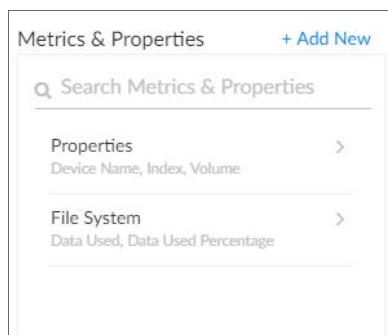 Metrics & Properties + Add New
Search Metrics & Properties
Properties
Device Name, Index, Volume
File System
Data Used, Data Used Percentage